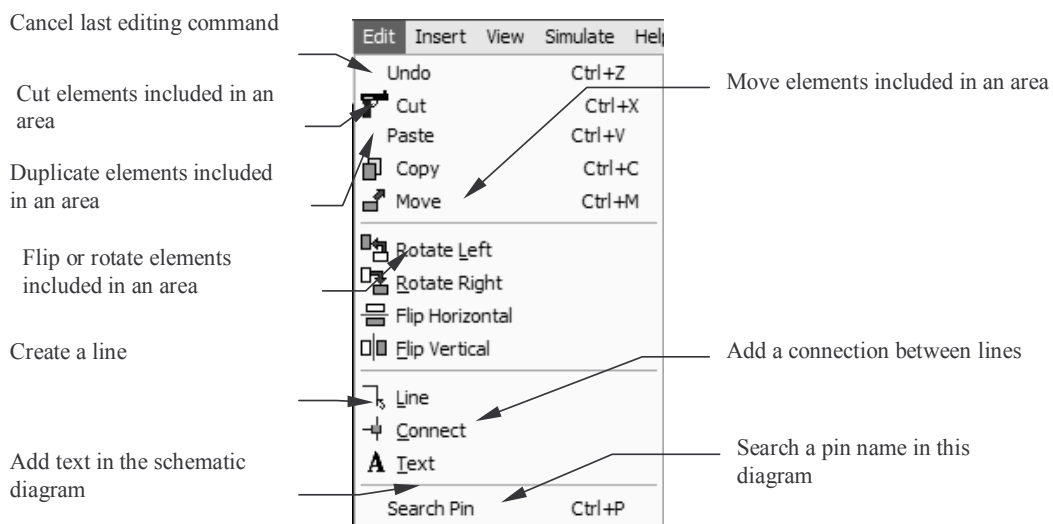 Cancel last editing command
Cut elements included in an
area
Duplicate elements included
in an area
Flip or rotate elements
included in an area
Create a line
Add text in the schematic
diagram
Edit Insert View Simulate Hel
Undo Ctrl+Z
Cut Ctrl+X
Paste Ctrl+V
Copy Ctrl+C
Move Ctrl+M
Rotate Left
Rotate Right
Flip Horizontal
Flip Vertical
Line
Connect
A Text
Search Pin Ctrl+P
Move elements included in an area
Add a connection between lines
Search a pin name in this
diagram